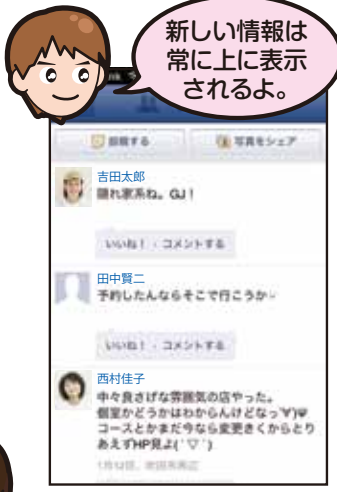 新しい情報は
常に上に表示
されるよ。
投稿する
写真をシェア
吉田太郎
隠れ家系ね。GJ!
いいね!・コメントする
田中賢二
予約したんならそこで行こうか~
いいね!・コメントする
西村佳子
中々良さげな雰囲気の店やった。
個室かどうかはわからんけどなっ'∀)ψ
コースとかまだ今なら変更きくからとり
あえずHP見よ(´▽`)